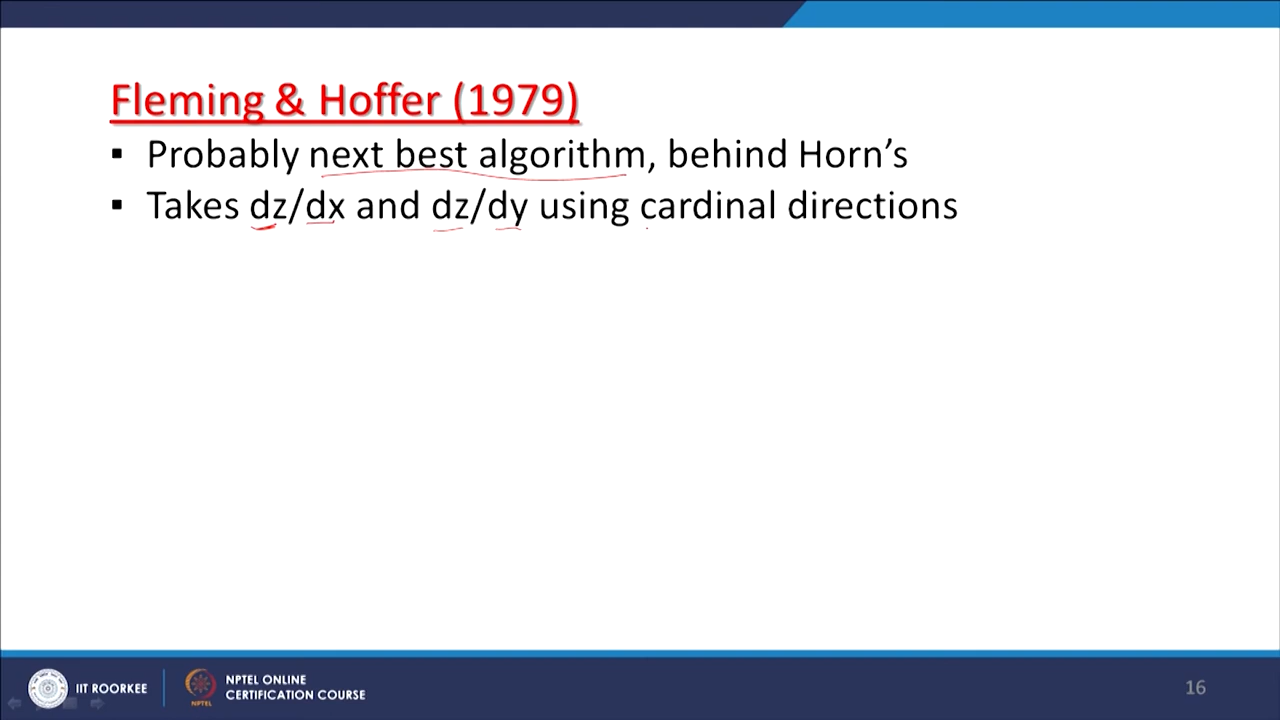 Fleming & Hoffer (1979)
▪ Probably next best algorithm, behind Horn’s
▪ Takes dz/dx and dz/dy using cardinal directions
IIT ROORKEE
NPTEL
NPTEL ONLINE
CERTIFICATION COURSE
16